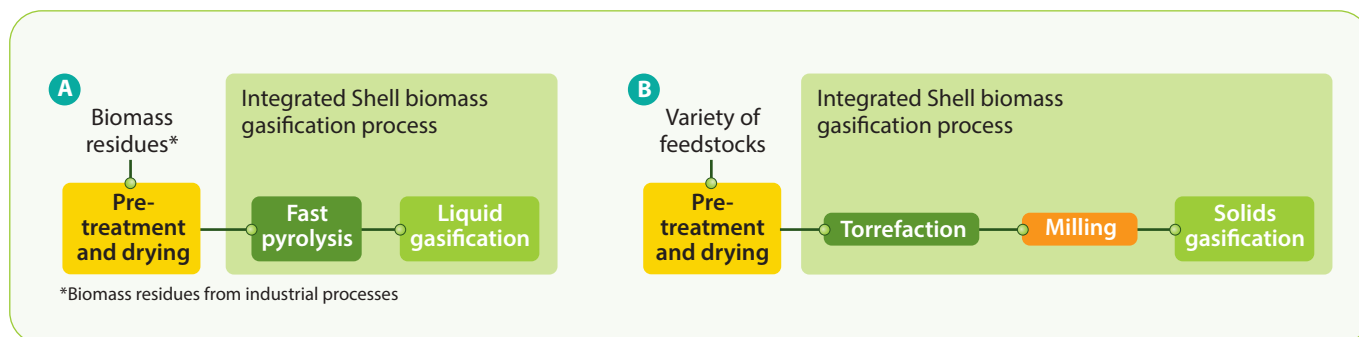 A
Biomass
residues*
Pre-
treatment
and drying
Integrated Shell biomass
gasification process
Fast
pyrolysis
Liquid
gasification
*Biomass residues from industrial processes
B
Variety of
feedstocks
Pre-
treatment
and drying
Integrated Shell biomass
gasification process
Torrefaction
Milling
Solids
gasification